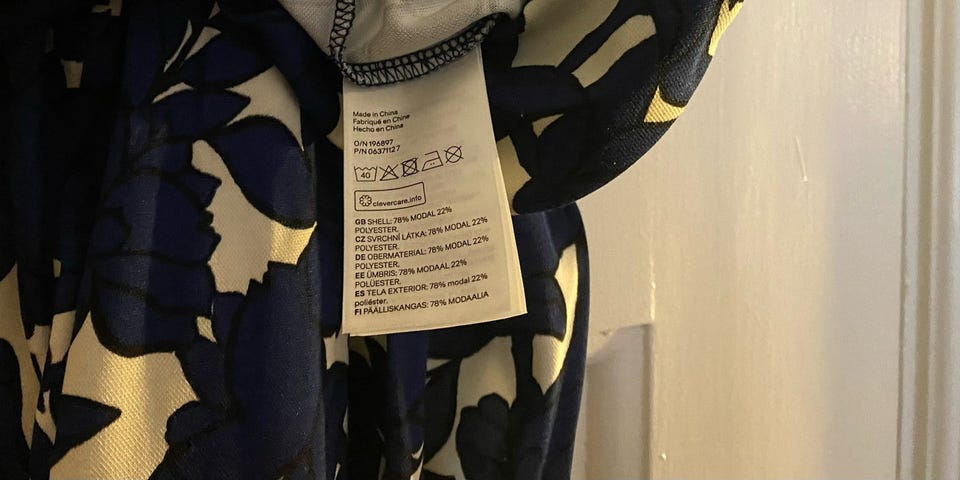 Made in China
Fabriqué en Chine
Hecho en China
O/N 196897
P/N 06371127
40
clevercare.info
GB SHELL: 78% MODAL 22%
POLYESTER.
CZ SVRCHNÍ LÁTKA: 78% MODAL 22%
POLYESTER.
DE OBERMATERIAL: 78% MODAL 22%
POLYESTER.
EE ÜMBRIS: 78% MODAAL 22%
POLÜESTER.
ES TELA EXTERIOR: 78% modal 22%
poliéster.
FI PÄÄLLISKANGAS: 78% MODAALIA